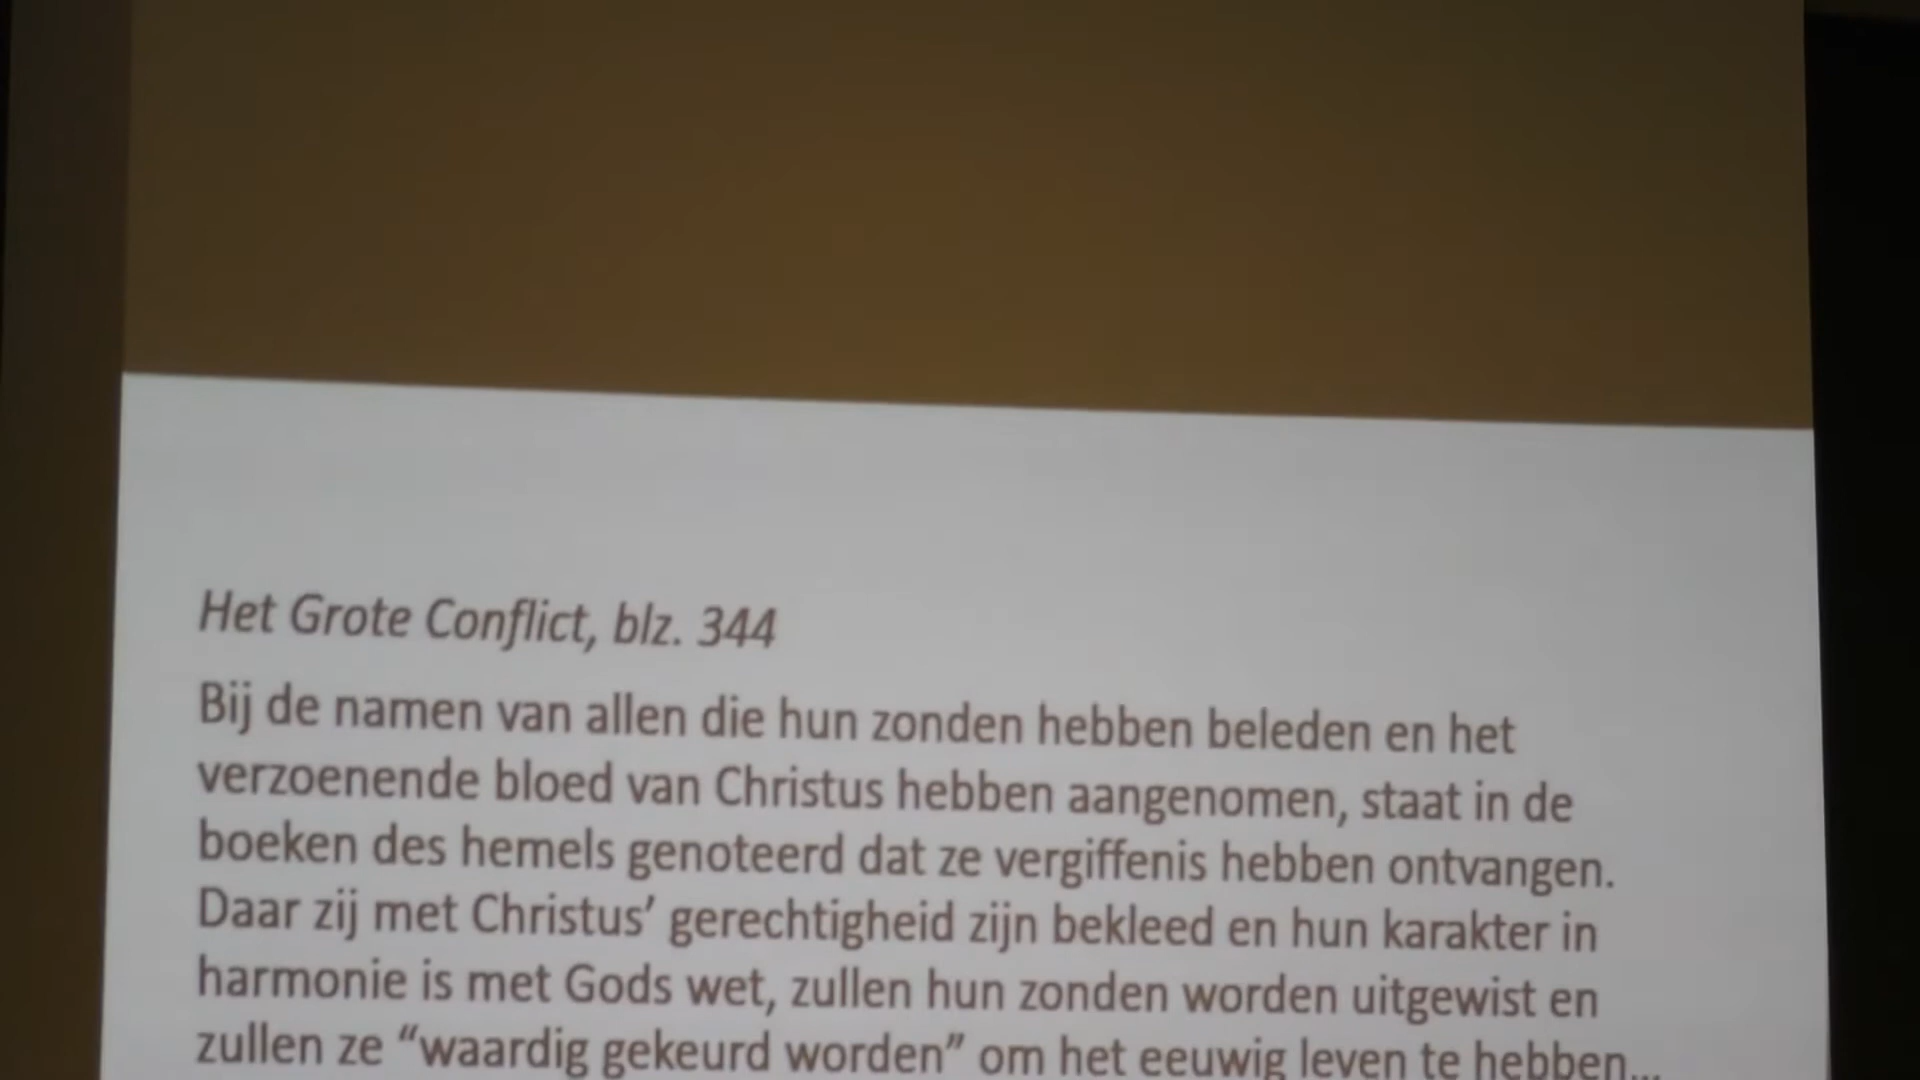 Het Grote Conflict, blz. 344
Bij de namen van allen die hun zonden hebben beleden en het
verzoenende bloed van Christus hebben aangenomen, staat in de
boeken des hemels genoteerd dat ze vergiffenis hebben ontvangen.
Daar zij met Christus’ gerechtigheid zijn bekleed en hun karakter in
harmonie is met Gods wet, zullen hun zonden worden uitgewist en
zullen ze “waardig gekeurd worden” om het eeuwig leven te hebben...